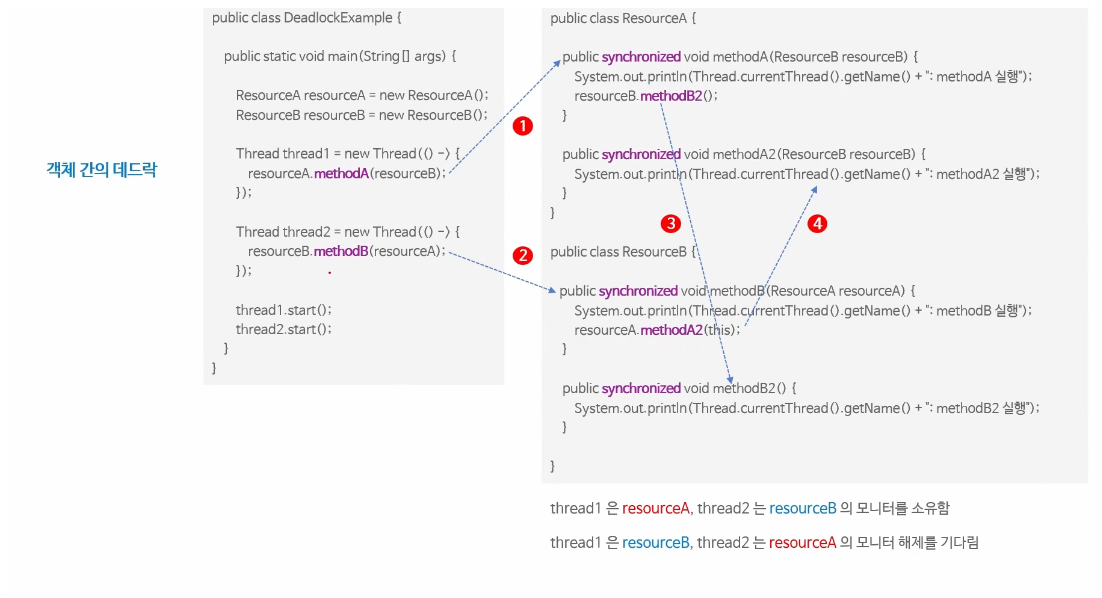 객체 간의 데드락
public class DeadlockExample {
public static void main(String[] args) {
ResourceA resourceA = new ResourceA();
ResourceB resourceB = new ResourceB();
Thread thread1 = new Thread(() -> {
resourceA.methodA(resourceB);
});
Thread thread2 = new Thread(() -> {
resourceB.methodB(resourceA);
});
thread1.start();
thread2.start();
}
}
1
2
public class ResourceA {
public synchronized void methodA(ResourceB resourceB) {
System.out.println(Thread.currentThread().getName() + ": methodA 실행");
resourceB.methodB2();
}
public synchronized void methodA2(ResourceB resourceB) {
System.out.println(Thread.currentThread().getName() + ": methodA2 실행");
}
}
3
4
public class ResourceB {
public synchronized void methodB(ResourceA resourceA) {
System.out.println(Thread.currentThread().getName() + ": methodB 실행");
resourceA.methodA2(this);
}
public synchronized void methodB2() {
System.out.println(Thread.currentThread().getName() + ": methodB2 실행");
}
}
thread1 은 resourceA, thread2 는 resourceB 의 모니터를 소유함
thread1 은 resourceB, thread2 는 resourceA 의 모니터 해제를 기다림